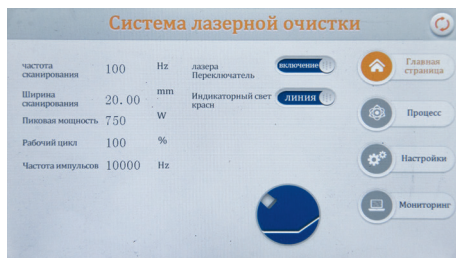 Система лазерной очистки
частота
сканирования 100 Hz
Ширина
сканирования 20.00 mm
Пиковая мощность 750 W
Рабочий цикл 100 %
Частота импульсов 10000 Hz
лазера
Переключатель
включение
Индикаторный свет
красн
линия
Главная
страница
Процесс
Настройки
Мониторинг